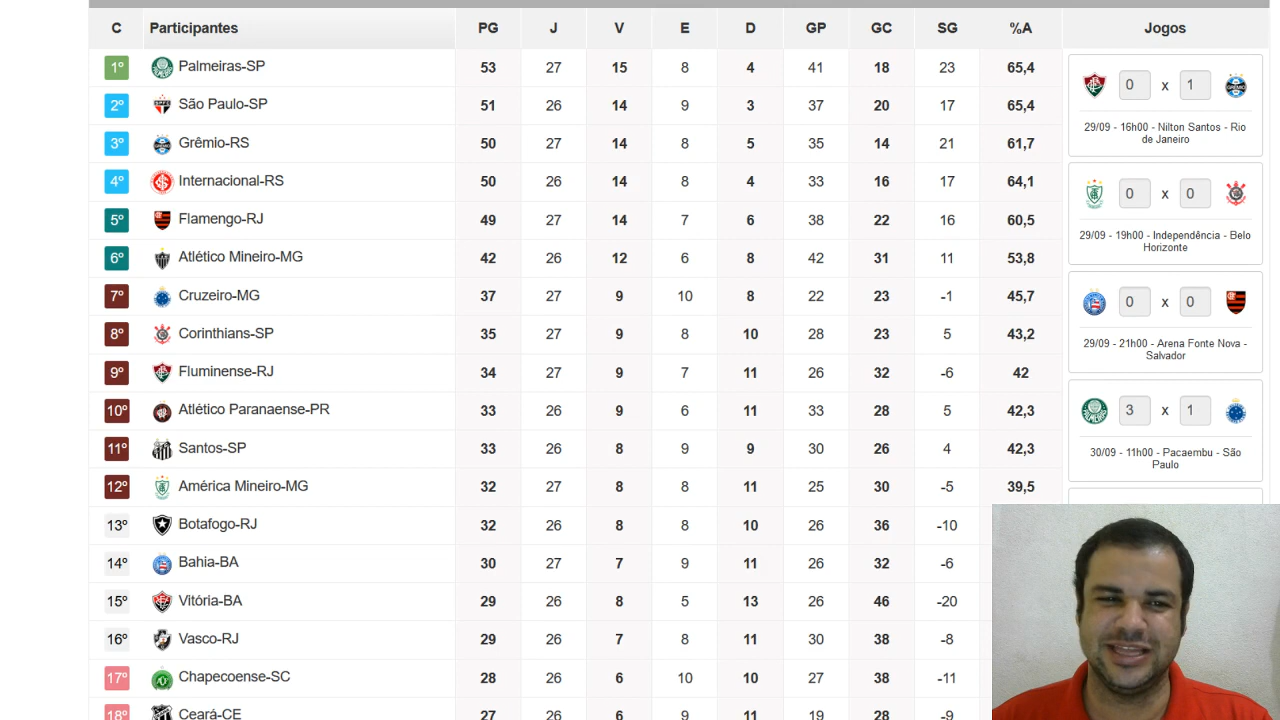 C Participantes PG J V E D GP GC SG %A Jogos
1º Palmeiras-SP 53 27 15 8 4 41 18 23 65,4
2º São Paulo-SP 51 26 14 9 3 37 20 17 65,4
3º Grêmio-RS 50 27 14 8 5 35 14 21 61,7
4º Internacional-RS 50 26 14 8 4 33 16 17 64,1
5º Flamengo-RJ 49 27 14 7 6 38 22 16 60,5
6º Atlético Mineiro-MG 42 26 12 6 8 42 31 11 53,8
7º Cruzeiro-MG 37 27 9 10 8 22 23 -1 45,7
8º Corinthians-SP 35 27 9 8 10 28 23 5 43,2
9º Fluminense-RJ 34 27 9 7 11 26 32 -6 42
10º Atlético Paranaense-PR 33 26 9 6 11 33 28 5 42,3
11º Santos-SP 33 26 8 9 9 30 26 4 42,3
12º América Mineiro-MG 32 27 8 8 11 25 30 -5 39,5
13º Botafogo-RJ 32 26 8 8 10 26 36 -10
14º Bahia-BA 30 27 7 9 11 26 32 -6
15º Vitória-BA 29 26 8 5 13 26 46 -20
16º Vasco-RJ 29 26 7 8 11 30 38 -8
17º Chapecoense-SC 28 26 6 10 10 27 38 -11
18º Ceará-CE 27 26 6 9 11 19 28 -9
0 x 1
29/09 - 16h00 - Nilton Santos - Rio
de Janeiro
0 x 0
29/09 - 19h00 - Independência - Belo
Horizonte
0 x 0
29/09 - 21h00 - Arena Fonte Nova -
Salvador
3 x 1
30/09 - 11h00 - Pacaembu - São
Paulo